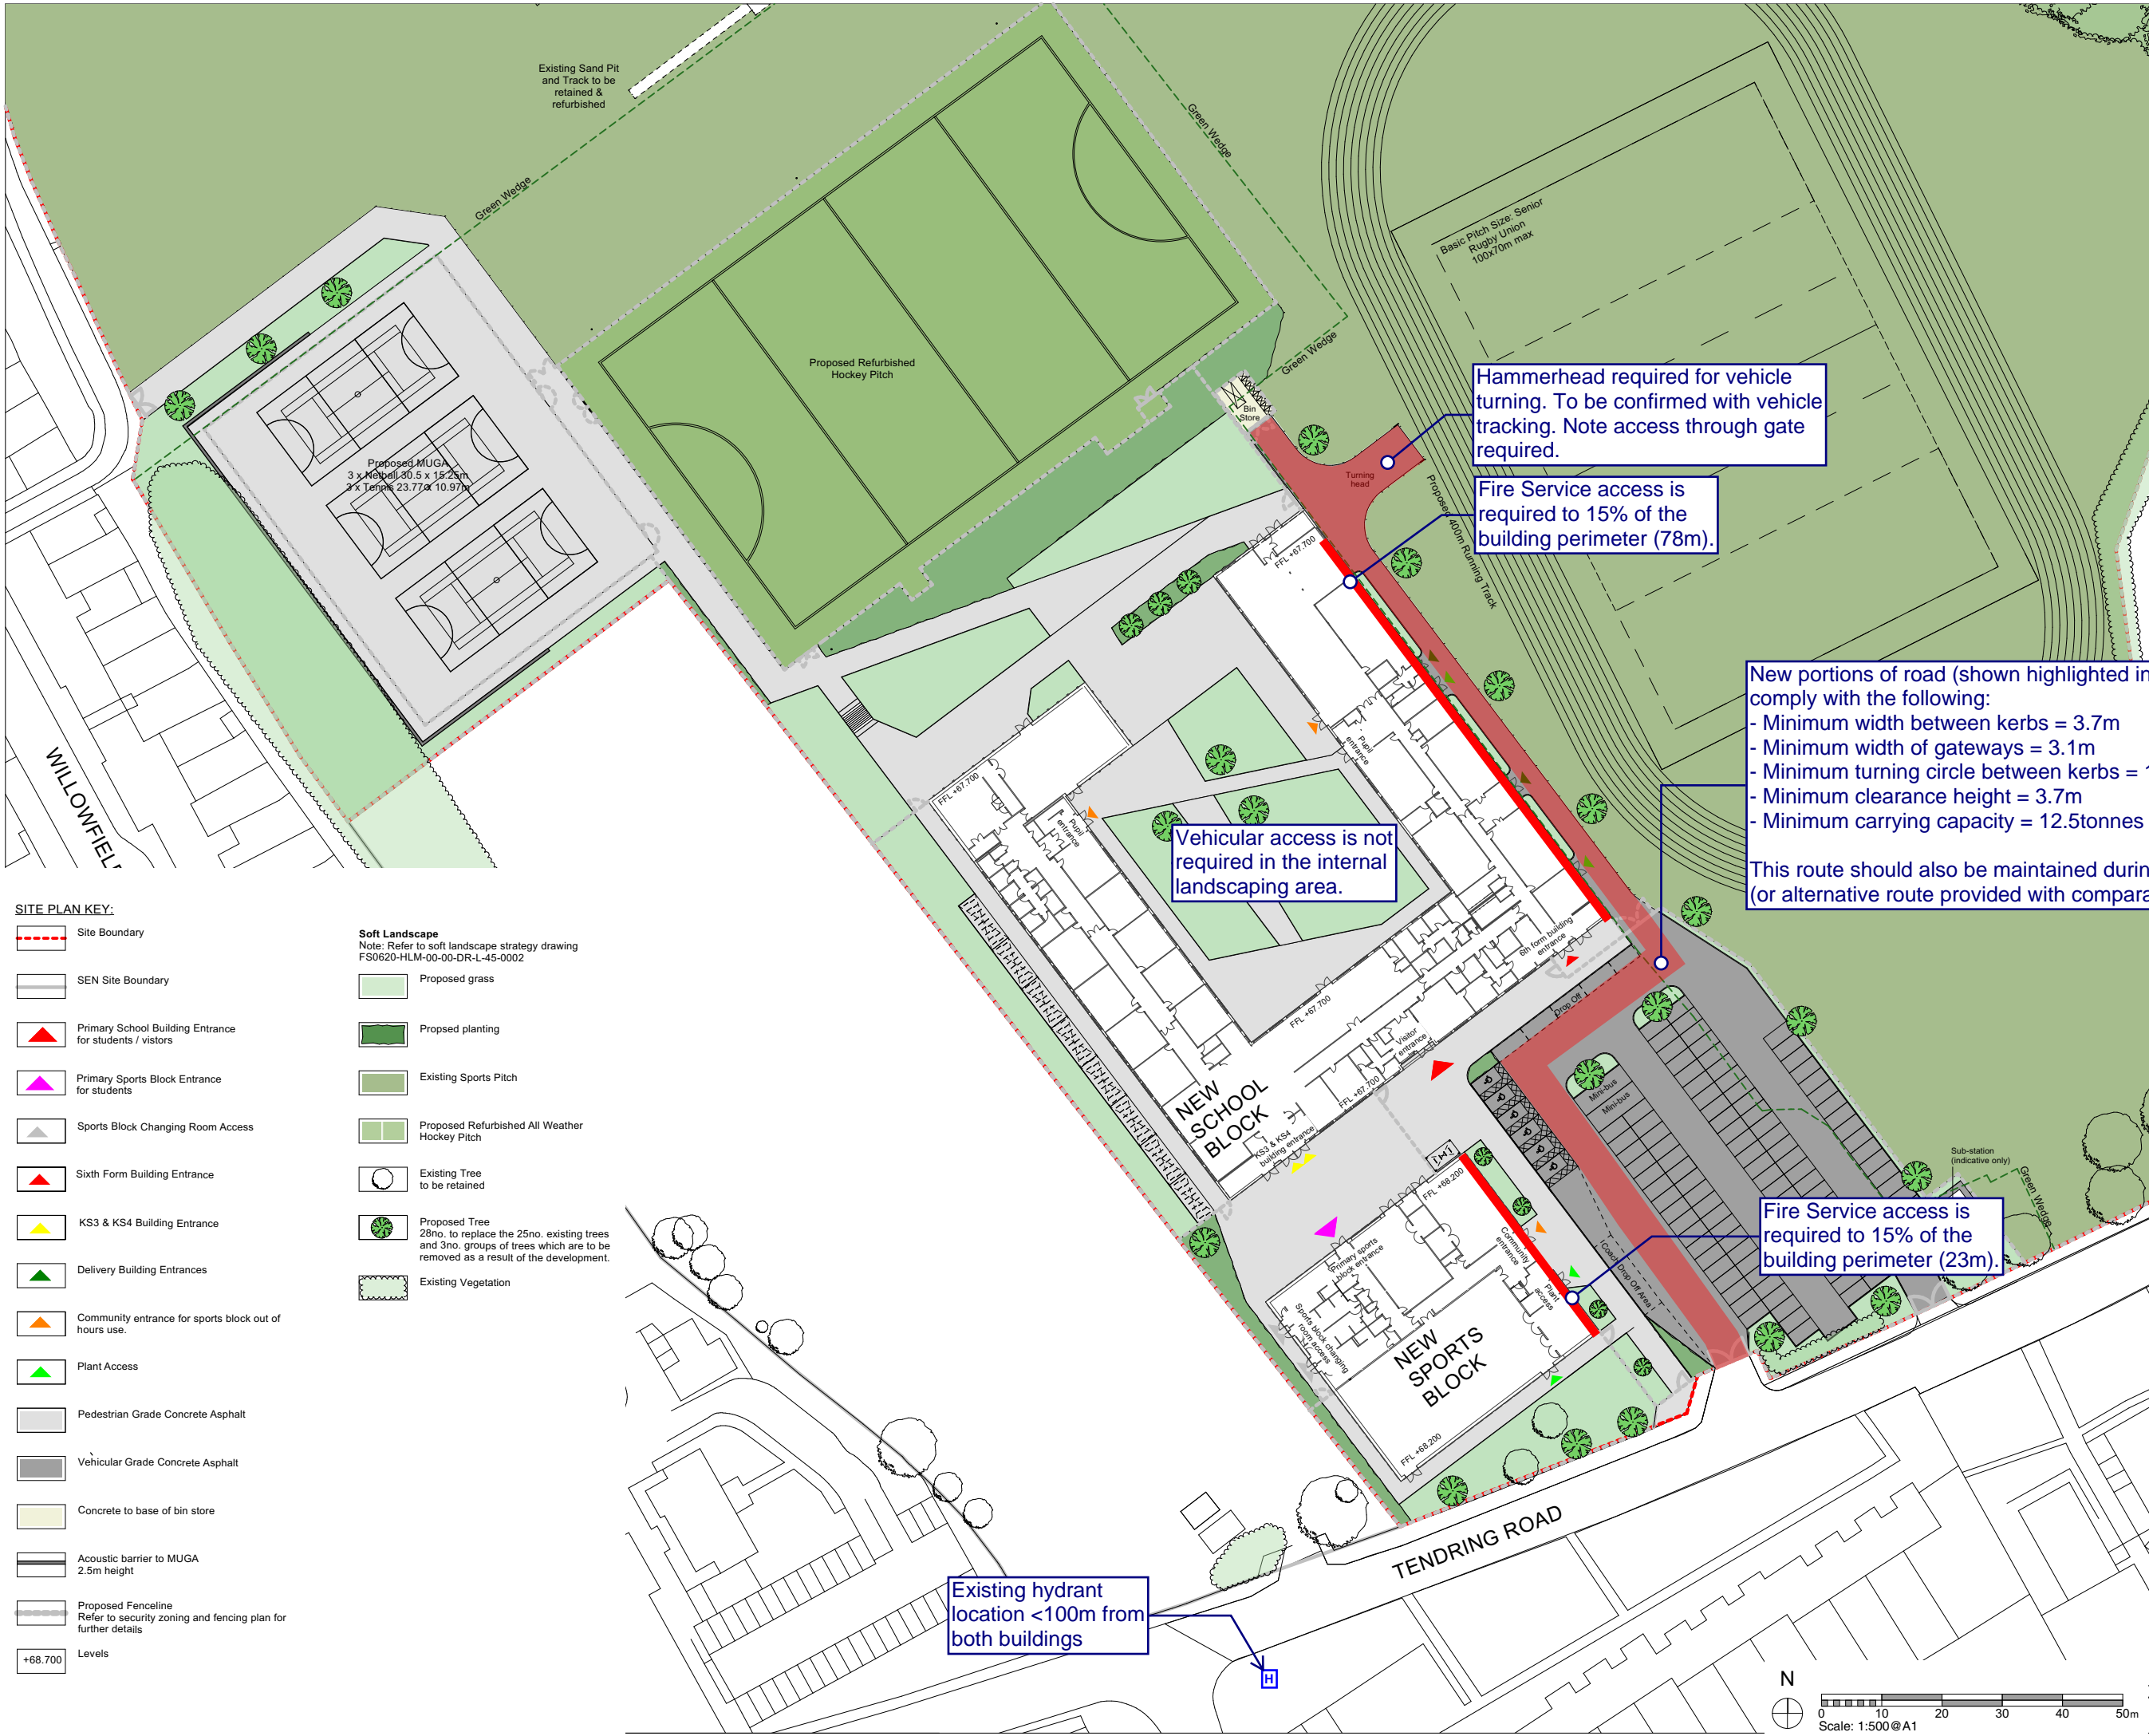 Existing Sand Pit
and Track to be
retained &
refurbished
Green Wedge
Green Wedge
Green Wedge
Basic Pitch Size: Senior
Rugby Union
100x70m max
Proposed Refurbished
Hockey Pitch
Bin
Store
Proposed MUGA
3 x Netball 30.5 x 15.25m
3 x Tennis 23.77 x 10.97m
Hammerhead required for vehicle
turning. To be confirmed with vehicle
tracking. Note access through gate
required.
Turning
head
Fire Service access is
required to 15% of the
building perimeter (78m).
Proposed 400m Running Track
FFL +67.700
New portions of road (shown highlighted in
comply with the following:
- Minimum width between kerbs = 3.7m
- Minimum width of gateways = 3.1m
- Minimum turning circle between kerbs = 1
- Minimum clearance height = 3.7m
- Minimum carrying capacity = 12.5tonnes
This route should also be maintained durin
(or alternative route provided with compara
Pupil
entrance
FFL +67.700
Pupil
entrance
Vehicular access is not
required in the internal
landscaping area.
WILLOWFIEL
6th form building
entrance
Drop Off
FFL +67.700
Visitor
entrance
FFL +67.700
NEW
SCHOOL
BLOCK
KS3 & KS4
building entrance
Mini-bus
Mini-bus
FFL +68.200
Community
entrance
Plant
access
Coach Drop Off Area
Primary sports
block entrance
Sports block changing
room access
NEW
SPORTS
BLOCK
FFL +68.200
Sub-station
(indicative only)
Green Wedge
Fire Service access is
required to 15% of the
building perimeter (23m).
TENDRING ROAD
Existing hydrant
location <100m from
both buildings
H
SITE PLAN KEY:
Site Boundary
SEN Site Boundary
Primary School Building Entrance
for students / vistors
Primary Sports Block Entrance
for students
Sports Block Changing Room Access
Sixth Form Building Entrance
KS3 & KS4 Building Entrance
Delivery Building Entrances
Community entrance for sports block out of
hours use.
Plant Access
Pedestrian Grade Concrete Asphalt
Vehicular Grade Concrete Asphalt
Concrete to base of bin store
Acoustic barrier to MUGA
2.5m height
Proposed Fenceline
Refer to security zoning and fencing plan for
further details
+68.700 Levels
Soft Landscape
Note: Refer to soft landscape strategy drawing
FS0620-HLM-00-00-DR-L-45-0002
Proposed grass
Propsed planting
Existing Sports Pitch
Proposed Refurbished All Weather
Hockey Pitch
Existing Tree
to be retained
Proposed Tree
28no. to replace the 25no. existing trees
and 3no. groups of trees which are to be
removed as a result of the development.
Existing Vegetation
N
0 10 20 30 40 50m
Scale: 1:500@A1